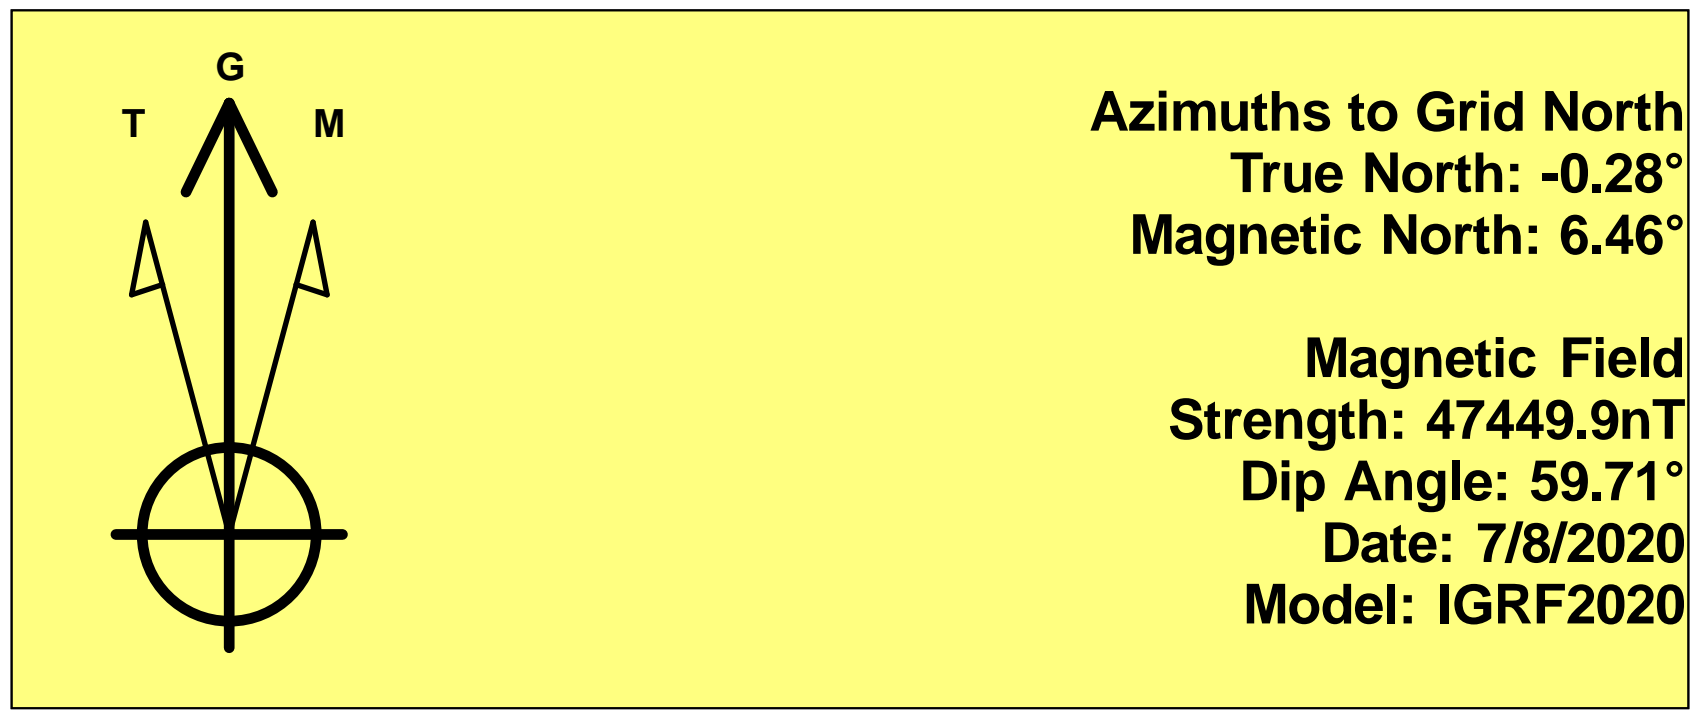 G
T M
Azimuths to Grid North
True North: -0.28°
Magnetic North: 6.46°
Magnetic Field
Strength: 47449.9nT
Dip Angle: 59.71°
Date: 7/8/2020
Model: IGRF2020